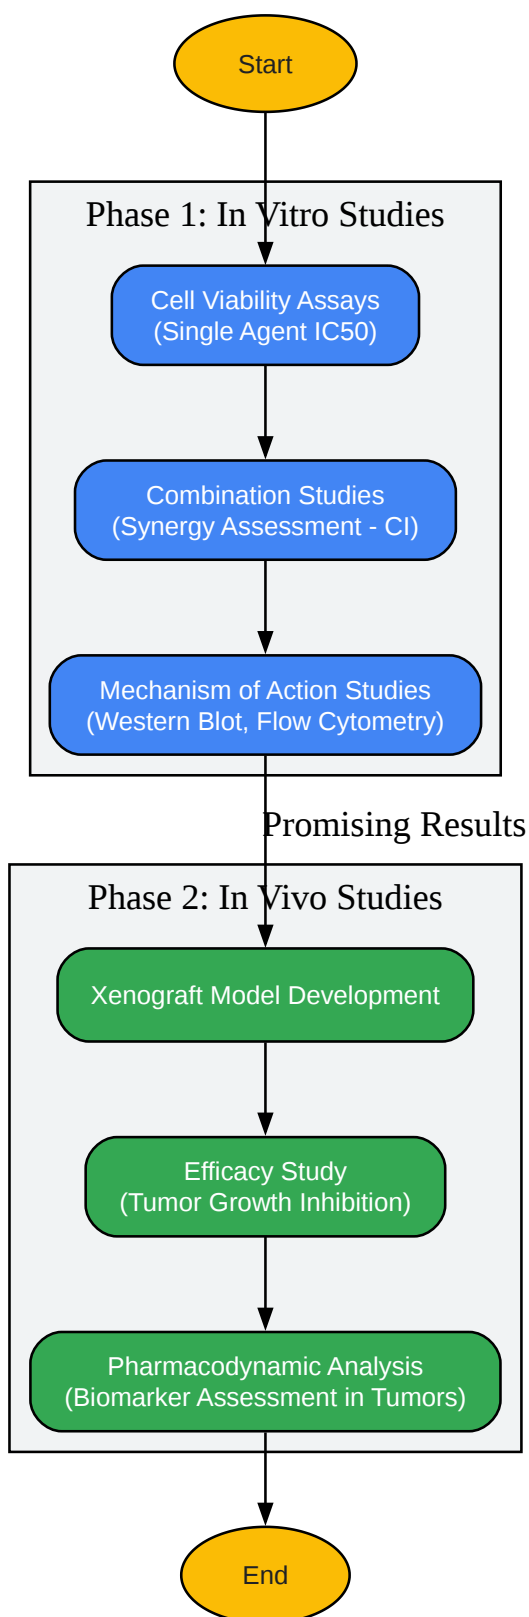 Start
Phase 1: In Vitro Studies
Cell Viability Assays
(Single Agent IC50)
Combination Studies
(Synergy Assessment - CI)
Mechanism of Action Studies
(Western Blot, Flow Cytometry)
Promising Results
Phase 2: In Vivo Studies
Xenograft Model Development
Efficacy Study
(Tumor Growth Inhibition)
Pharmacodynamic Analysis
(Biomarker Assessment in Tumors)
End